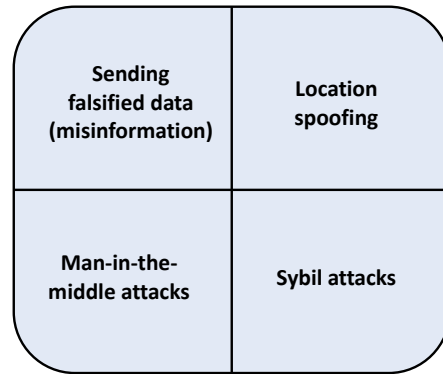 Sending
falsified data
(misinformation)
Location
spoofing
Man-in-the-
middle attacks
Sybil attacks